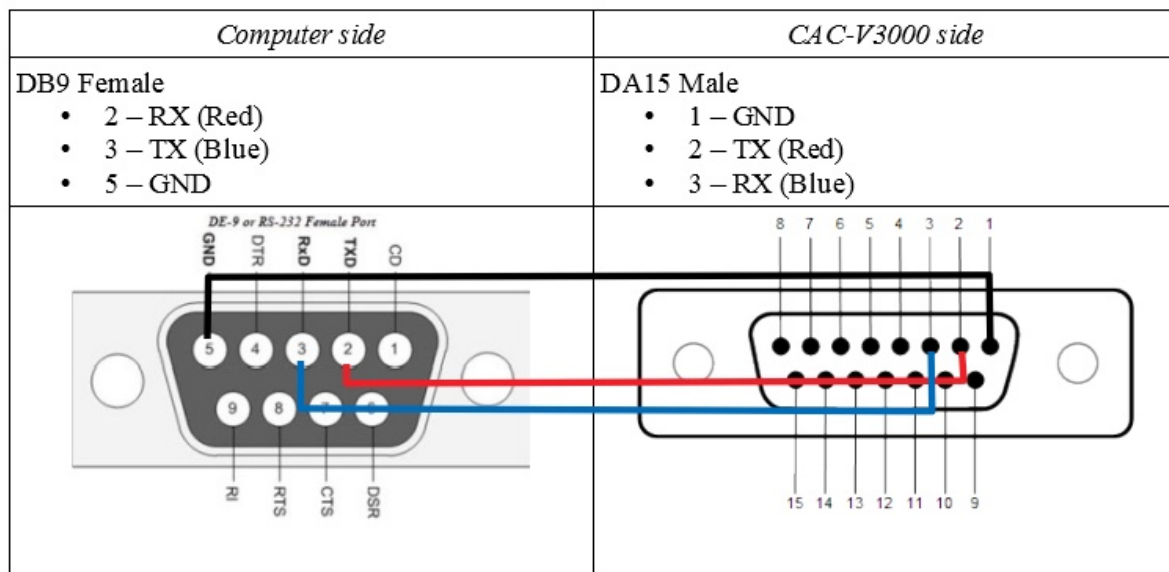 Computer side
CAC-V3000 side
DB9 Female
• 2 – RX (Red)
• 3 – TX (Blue)
• 5 – GND
DA15 Male
• 1 – GND
• 2 – TX (Red)
• 3 – RX (Blue)
DE-9 or RS-232 Female Port
GND DTR RxD TXD CD
5 4 3 2 1
9 8 7 6
RI RTS CTS DSR
8 7 6 5 4 3 2 1
15 14 13 12 11 10 9